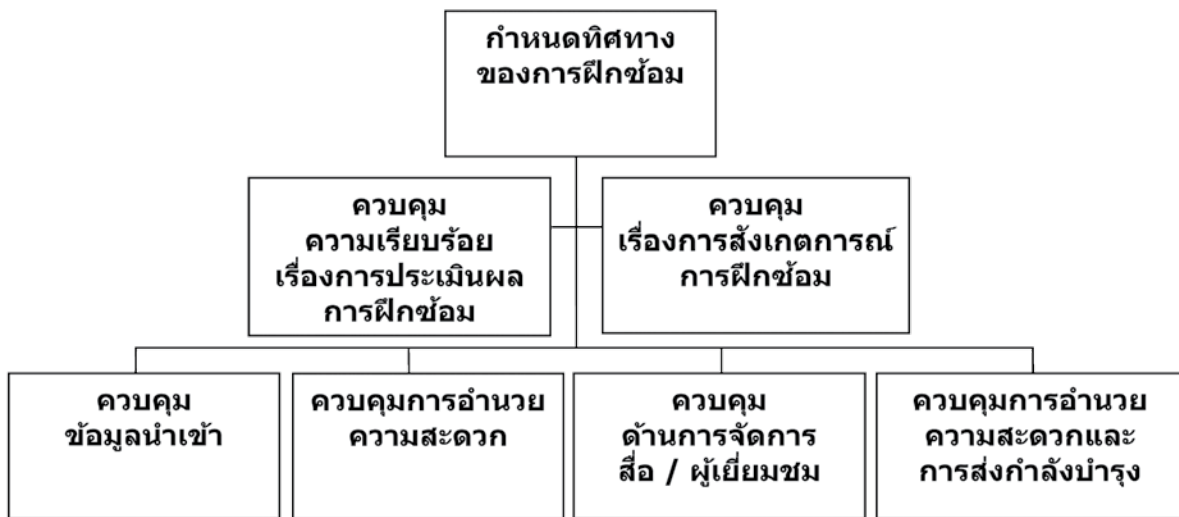 กำหนดทิศทาง
ของการฝึกซ้อม
ควบคุม
ความเรียบร้อย
เรื่องการประเมินผล
การฝึกซ้อม
ควบคุม
เรื่องการสังเกตการณ์
การฝึกซ้อม
ควบคุม
ข้อมูลนำเข้า
ควบคุมการอำนวย
ความสะดวก
ควบคุม
ด้านการจัดการ
สื่อ / ผู้เยี่ยมชม
ควบคุมการอำนวย
ความสะดวกและ
การส่งกำลังบำรุง